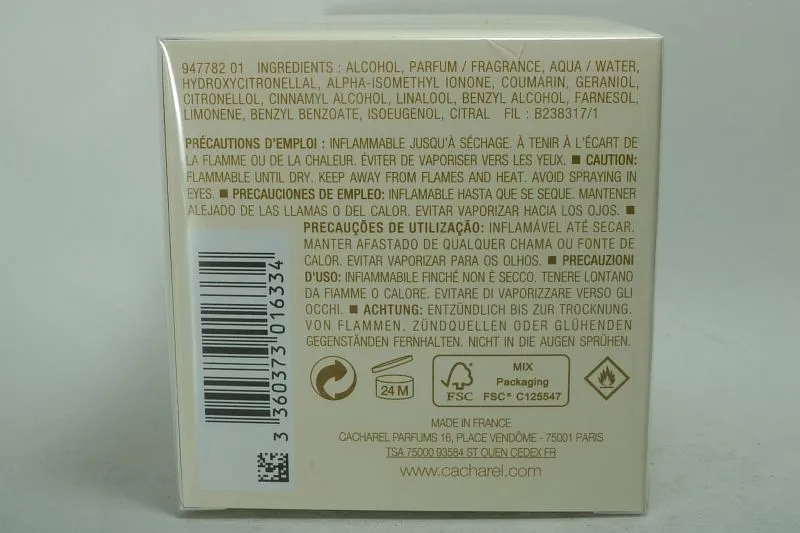 947782 01 INGREDIENTS : ALCOHOL, PARFUM / FRAGRANCE, AQUA / WATER,
HYDROXYCITRONELLAL, ALPHA-ISOMETHYL IONONE, COUMARIN, GERANIOL,
CITRONELLOL, CINNAMYL ALCOHOL, LINALOOL, BENZYL ALCOHOL, FARNESOL,
LIMONENE, BENZYL BENZOATE, ISOEUGENOL, CITRAL FIL : B238317/1
PRÉCAUTIONS D'EMPLOI : INFLAMMABLE JUSQU'À SÉCHAGE. À TENIR À L'ÉCART DE
LA FLAMME OU DE LA CHALEUR. ÉVITER DE VAPORISER VERS LES YEUX. ■ CAUTION:
FLAMMABLE UNTIL DRY. KEEP AWAY FROM FLAMES AND HEAT. AVOID SPRAYING IN
EYES. ■ PRECAUCIONES DE EMPLEO: INFLAMABLE HASTA QUE SE SEQUE. MANTENER
ALEJADO DE LAS LLAMAS O DEL CALOR. EVITAR VAPORIZAR HACIA LOS OJOS. ■
PRECAUÇÕES DE UTILIZAÇÃO: INFLAMÁVEL ATÉ SECAR.
MANTER AFASTADO DE QUALQUER CHAMA OU FONTE DE
CALOR. EVITAR VAPORIZAR PARA OS OLHOS. ■ PRECAUZIONI
D'USO: INFIAMMABILE FINCHÉ NON È SECCO. TENERE LONTANO
DA FIAMME O CALORE. EVITARE DI VAPORIZZARE VERSO GLI
OCCHI. ■ ACHTUNG: ENTZÜNDLICH BIS ZUR TROCKNUNG.
VON FLAMMEN, ZÜNDQUELLEN ODER GLÜHENDEN
GEGENSTÄNDEN FERNHALTEN. NICHT IN DIE AUGEN SPRÜHEN.
3 360373 016334
24 M
FSC
MIX
Packaging
FSC® C125547
MADE IN FRANCE
CACHAREL PARFUMS 16, PLACE VENDÔME - 75001 PARIS
TSA 75000 93584 ST OUEN CEDEX FR
www.cacharel.com